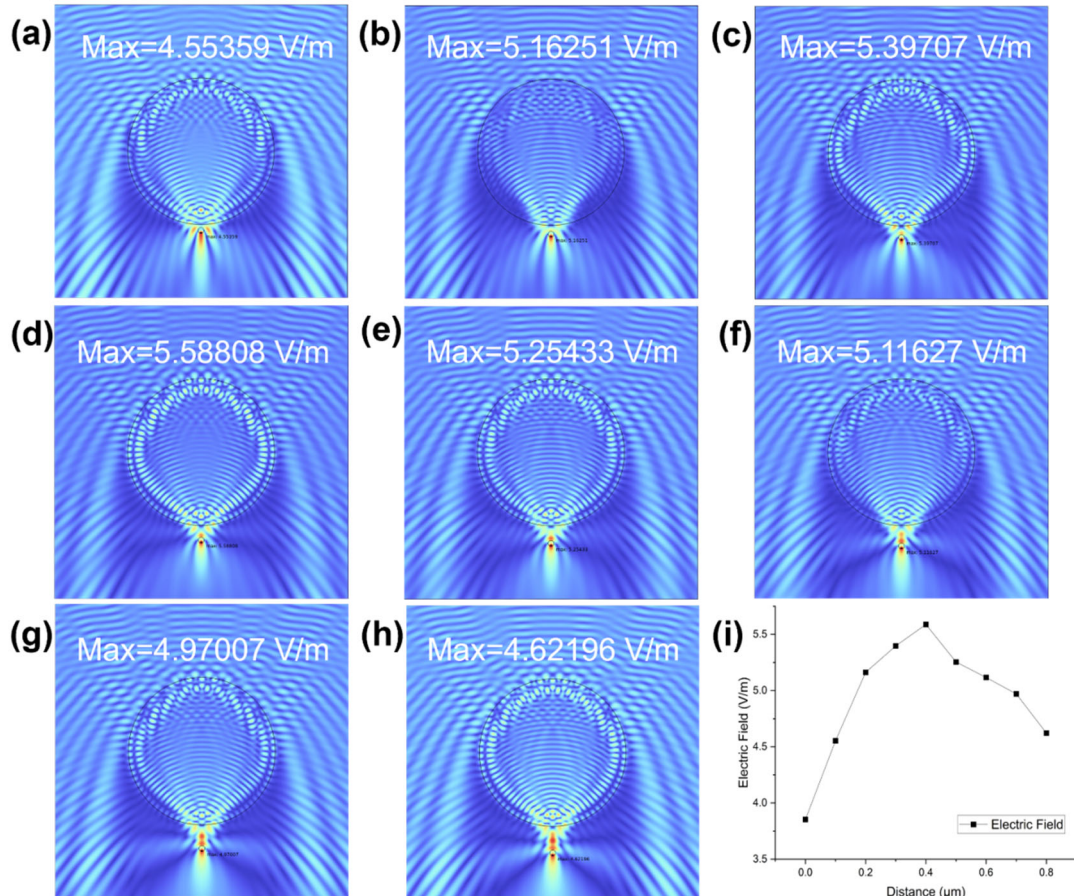 (a)
Max=4.55359 V/m
(b)
Max=5.16251 V/m
(c)
Max=5.39707 V/m
(d)
Max=5.58808 V/m
(e)
Max=5.25433 V/m
(f)
Max=5.11627 V/m
(g)
Max=4.97007 V/m
(h)
Max=4.62196 V/m
(i)
5.5
5.0
4.5
4.0
3.5
Electric Field (V/m)
Electric Field
0.0 0.2 0.4 0.6 0.8
Distance (um)